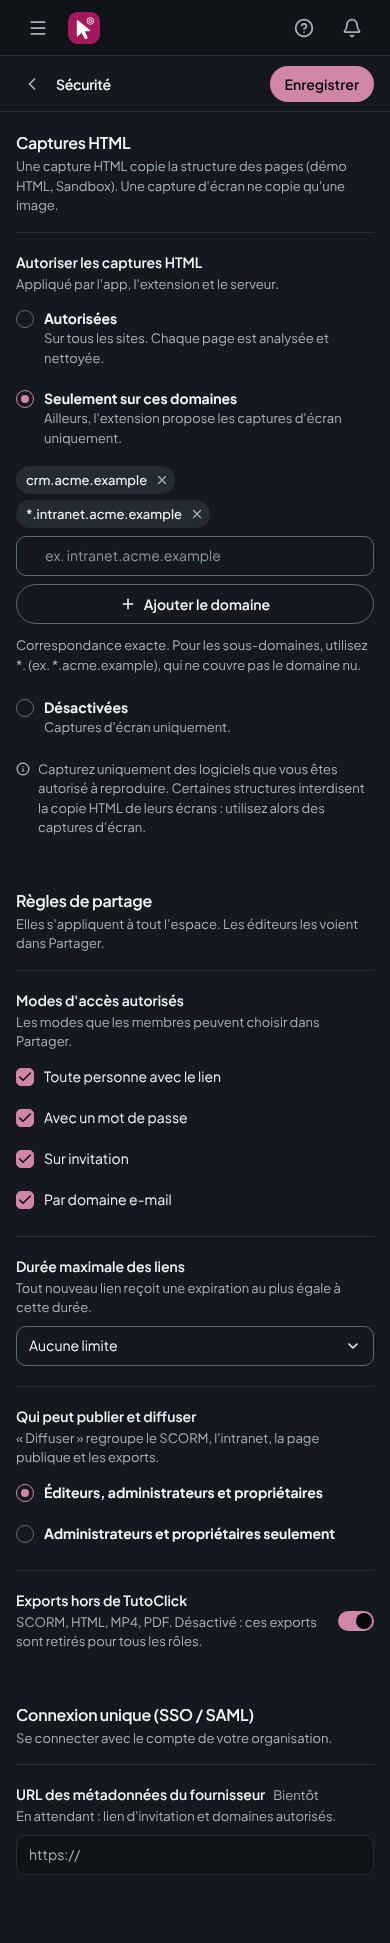 Sécurité
Enregistrer
Captures HTML
Une capture HTML copie la structure des pages (démo
HTML, Sandbox). Une capture d'écran ne copie qu'une
image.
Autoriser les captures HTML
Appliqué par l'app, l'extension et le serveur.
Autorisées
Sur tous les sites. Chaque page est analysée et
nettoyée.
Seulement sur ces domaines
Ailleurs, l'extension propose les captures d'écran
uniquement.
crm.acme.example
*.intranet.acme.example
ex. intranet.acme.example
Ajouter le domaine
Correspondance exacte. Pour les sous-domaines, utilisez
*. (ex. *.acme.example), qui ne couvre pas le domaine nu.
Désactivées
Captures d'écran uniquement.
Capturez uniquement des logiciels que vous êtes
autorisé à reproduire. Certaines structures interdisent
la copie HTML de leurs écrans : utilisez alors des
captures d'écran.
Règles de partage
Elles s'appliquent à tout l'espace. Les éditeurs les voient
dans Partager.
Modes d'accès autorisés
Les modes que les membres peuvent choisir dans
Partager.
Toute personne avec le lien
Avec un mot de passe
Sur invitation
Par domaine e-mail
Durée maximale des liens
Tout nouveau lien reçoit une expiration au plus égale à
cette durée.
Aucune limite
Qui peut publier et diffuser
« Diffuser » regroupe le SCORM, l'intranet, la page
publique et les exports.
Éditeurs, administrateurs et propriétaires
Administrateurs et propriétaires seulement
Exports hors de TutoClick
SCORM, HTML, MP4, PDF. Désactivé : ces exports
sont retirés pour tous les rôles.
Connexion unique (SSO / SAML)
Se connecter avec le compte de votre organisation.
URL des métadonnées du fournisseur Bientôt
En attendant : lien d'invitation et domaines autorisés.
https://